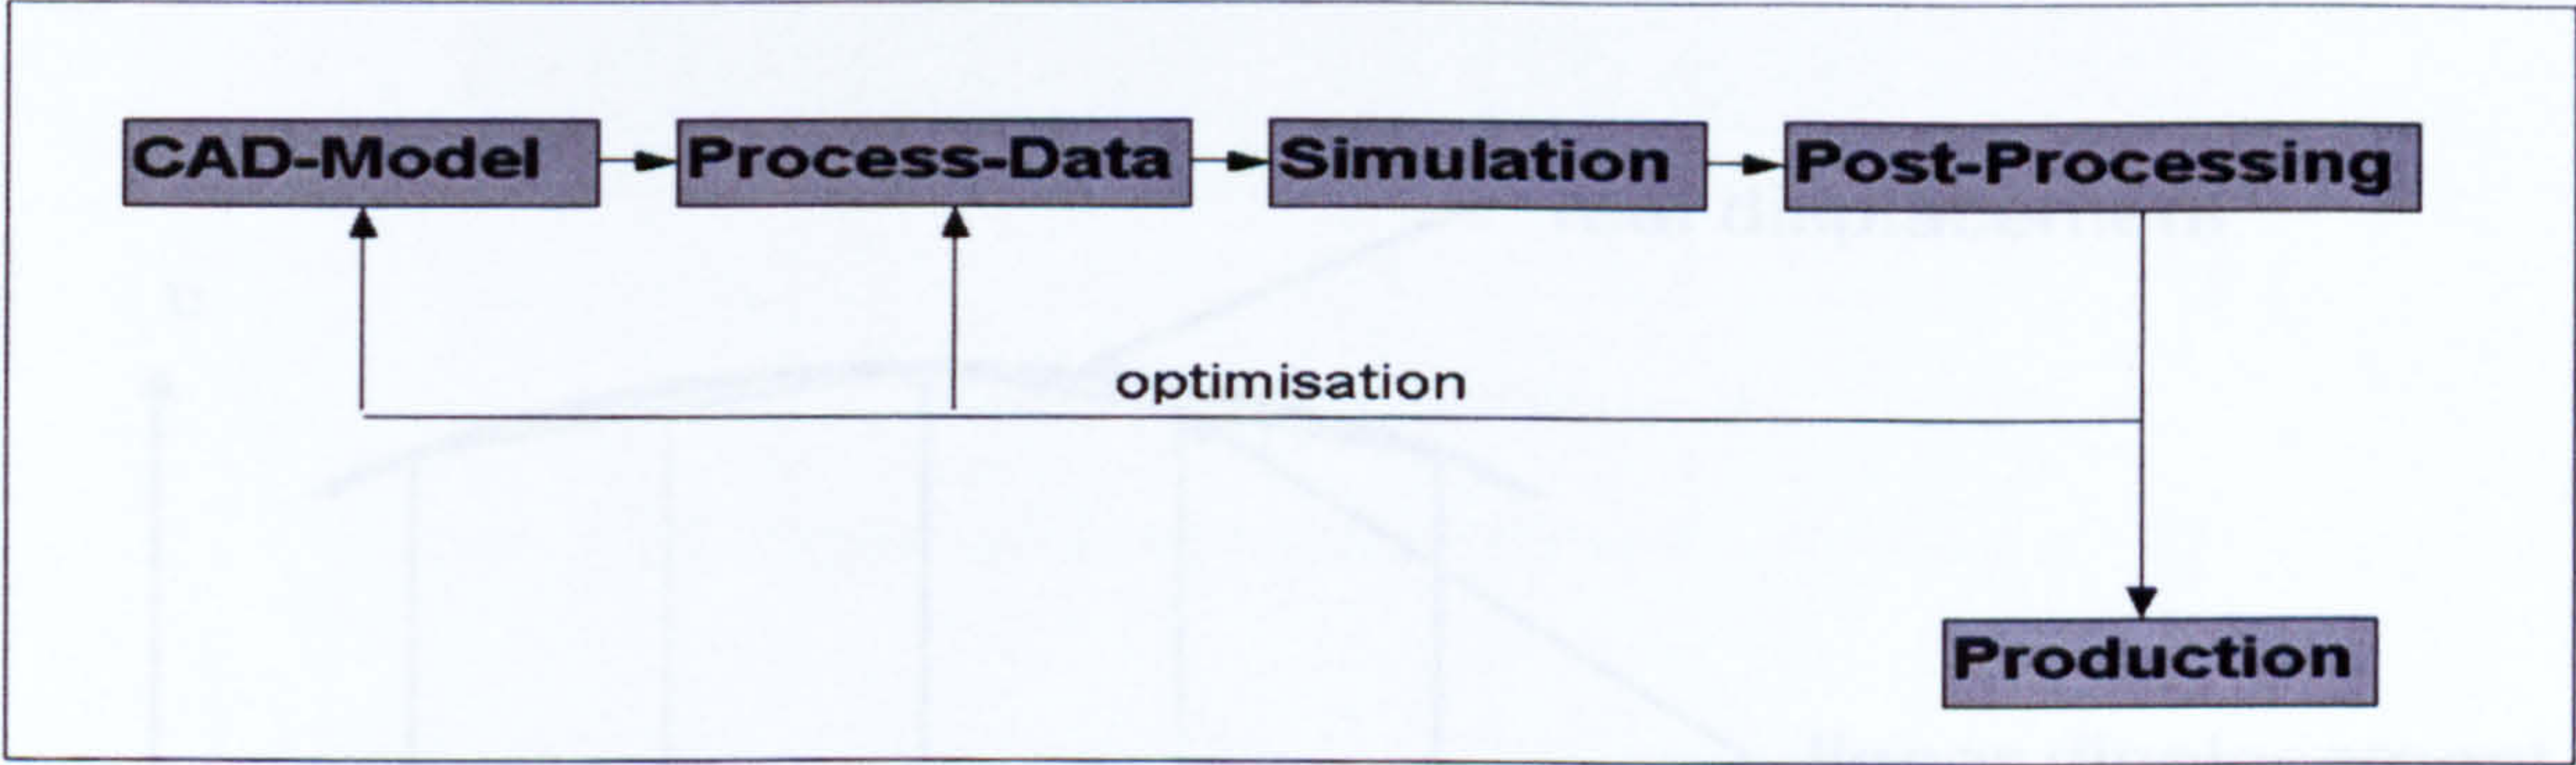 CAD-Model
Process-Data
Simulation
Post-Processing
optimisation
Production